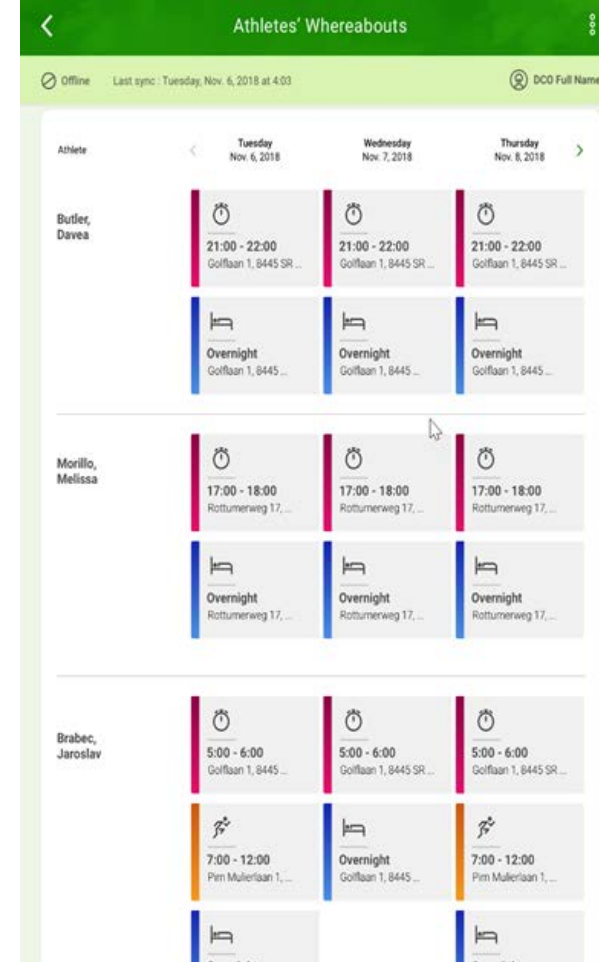 Athletes' Whereabouts
Offline Last sync : Tuesday, Nov. 6, 2018 at 4:03 DCO Full Name
Athlete
Tuesday Wednesday Thursday
Nov. 6, 2018 Nov. 7, 2018 Nov. 8, 2018
Butler,
Davea
21:00 - 22:00 21:00 - 22:00 21:00 - 22:00
Golflaan 1, 8445 SR ... Golflaan 1, 8445 SR ... Golflaan 1, 8445 SR ...
Overnight Overnight Overnight
Golflaan 1, 8445 ... Golflaan 1, 8445 ... Golflaan 1, 8445 ...
Morillo,
Melissa
17:00 - 18:00 17:00 - 18:00 17:00 - 18:00
Rottumerweg 17, ... Rottumerweg 17, ... Rottumerweg 17, ...
Overnight Overnight Overnight
Rottumerweg 17, ... Rottumerweg 17, ... Rottumerweg 17, ...
Brabec,
Jaroslav
5:00 - 6:00 5:00 - 6:00 5:00 - 6:00
Golflaan 1, 8445 ... Golflaan 1, 8445 SR ... Golflaan 1, 8445 SR ...
7:00 - 12:00 Overnight 7:00 - 12:00
Pim Mulierlaan 1, ... Golflaan 1, 8445 ... Pim Mulierlaan 1, ...